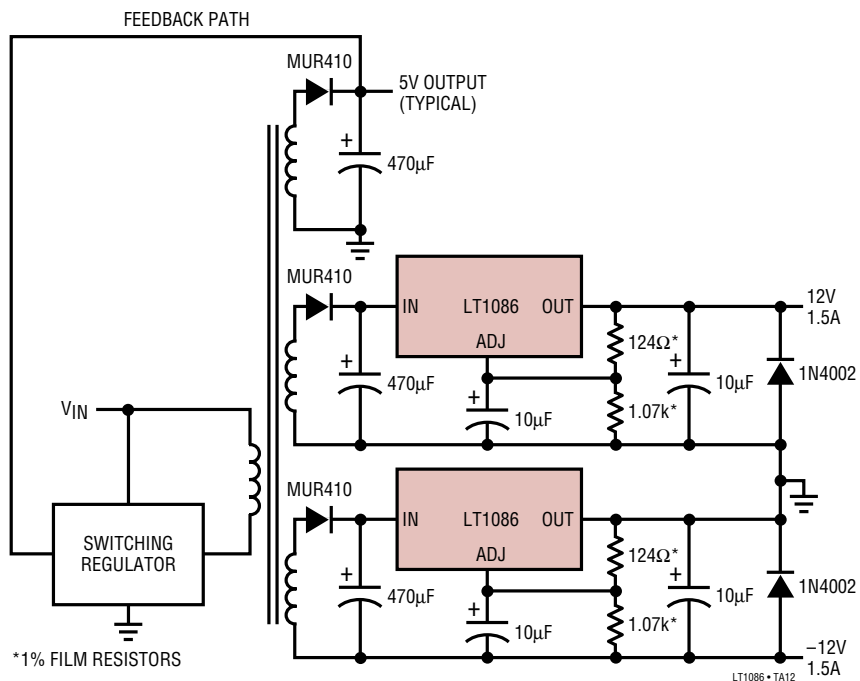 FEEDBACK PATH
MUR410
5V OUTPUT
(TYPICAL)
+
470µF
MUR410
IN LT1086 OUT
ADJ
12V
1.5A
124Ω*
+
470µF
+
10µF
1.07k*
+
10µF
1N4002
VIN
MUR410
IN LT1086 OUT
ADJ
SWITCHING
REGULATOR
124Ω*
+
470µF
+
10µF
1.07k*
+
10µF
1N4002
*1% FILM RESISTORS
–12V
1.5A
LT1086 • TA12